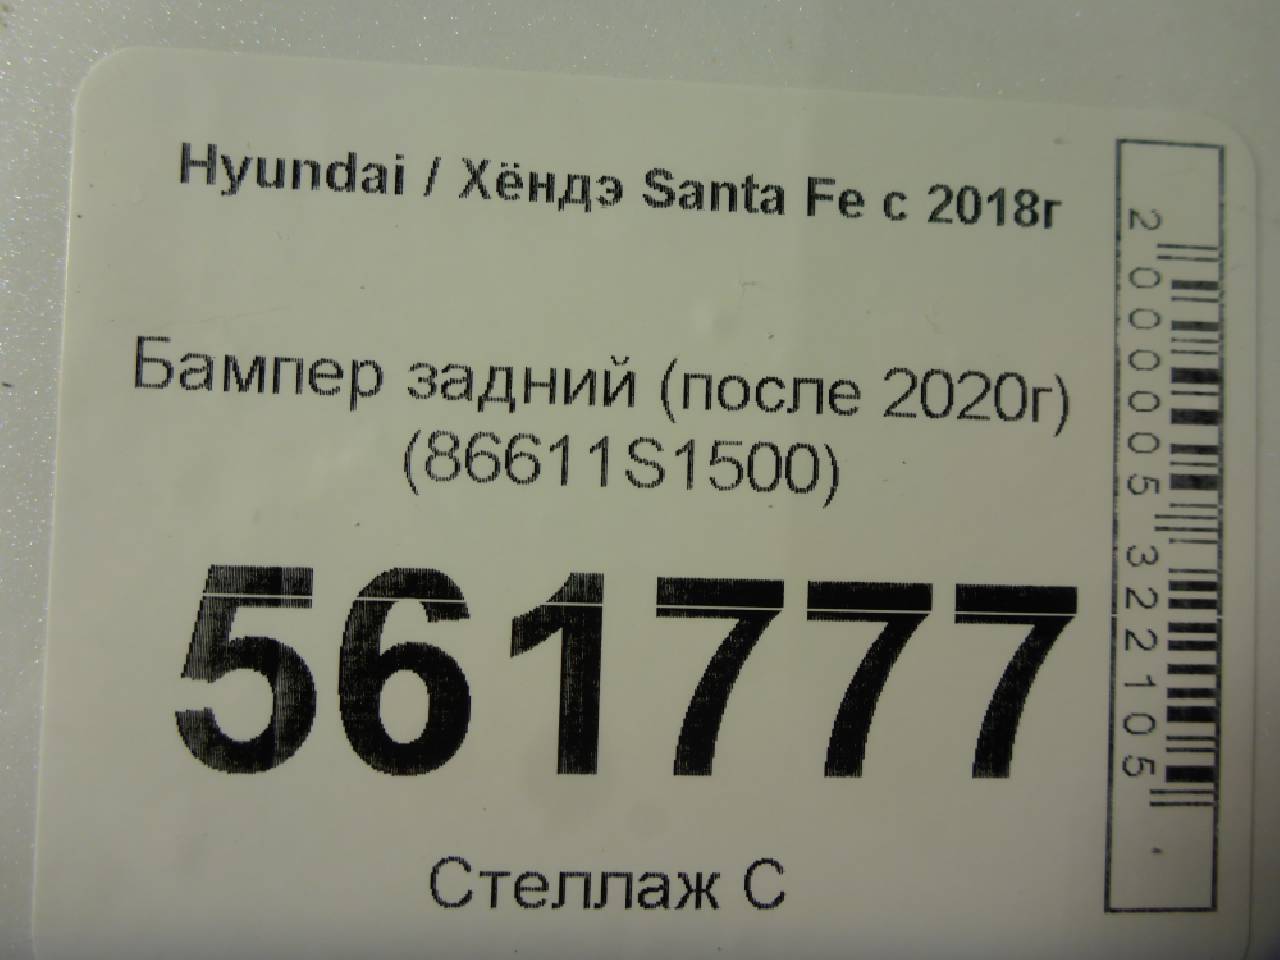 Hyundai / Хёндэ Santa Fe с 2018г
Бампер задний (после 2020г)
(86611S1500)
561777
Стеллаж С
2000005322105